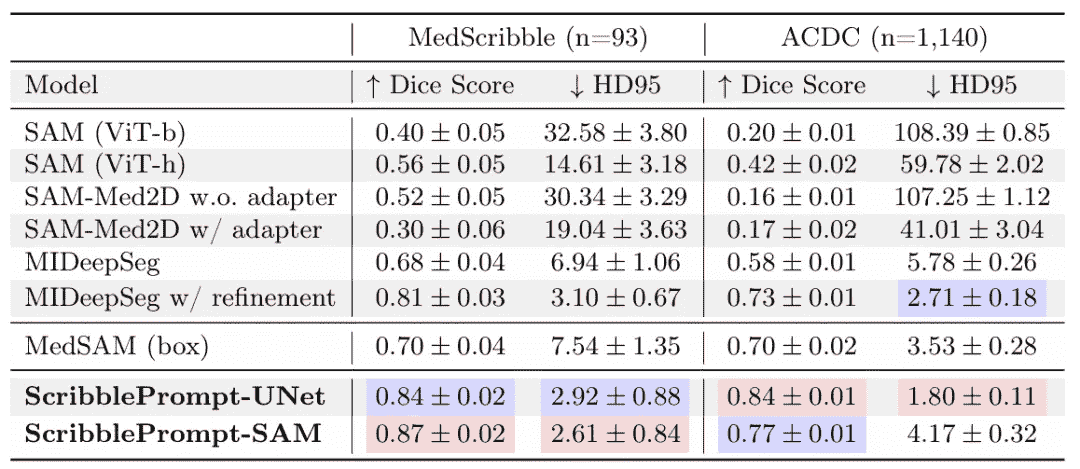 MedScribble (n=93) ACDC (n=1,140)
Model ↑ Dice Score ↓ HD95 ↑ Dice Score ↓ HD95
SAM (ViT-b) 0.40 ± 0.05 32.58 ± 3.80 0.20 ± 0.01 108.39 ± 0.85
SAM (ViT-h) 0.56 ± 0.05 14.61 ± 3.18 0.42 ± 0.02 59.78 ± 2.02
SAM-Med2D w.o. adapter 0.52 ± 0.05 30.34 ± 3.29 0.16 ± 0.01 107.25 ± 1.12
SAM-Med2D w/ adapter 0.30 ± 0.06 19.04 ± 3.63 0.17 ± 0.02 41.01 ± 3.04
MIDeepSeg 0.68 ± 0.04 6.94 ± 1.06 0.58 ± 0.01 5.78 ± 0.26
MIDeepSeg w/ refinement 0.81 ± 0.03 3.10 ± 0.67 0.73 ± 0.01 2.71 ± 0.18
MedSAM (box) 0.70 ± 0.04 7.54 ± 1.35 0.70 ± 0.02 3.53 ± 0.28
ScribblePrompt-UNet 0.84 ± 0.02 2.92 ± 0.88 0.84 ± 0.01 1.80 ± 0.11
ScribblePrompt-SAM 0.87 ± 0.02 2.61 ± 0.84 0.77 ± 0.01 4.17 ± 0.32